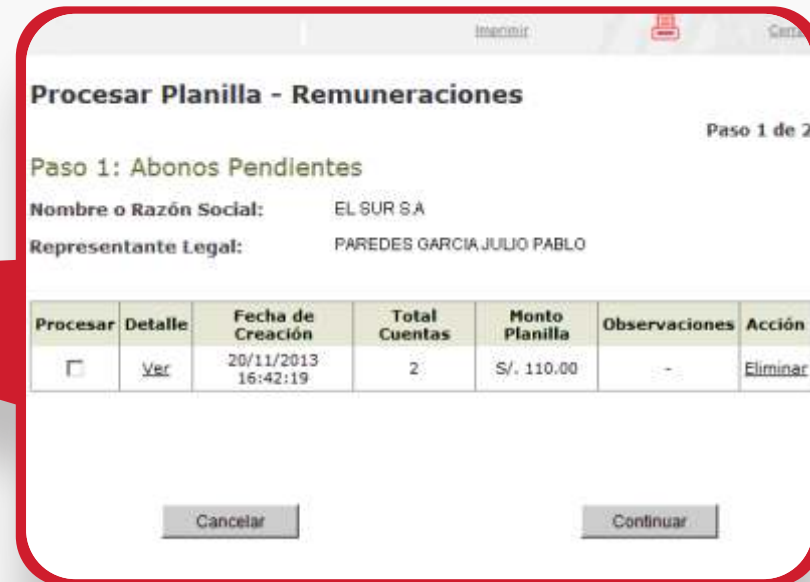 Imprimir
Procesar Planilla - Remuneraciones
Paso 1 de 2
Paso 1: Abonos Pendientes
Nombre o Razón Social: EL SUR S.A
Representante Legal: PAREDES GARCIA JULIO PABLO
Procesar Detalle Fecha de Creación Total Cuentas Monto Planilla Observaciones Acción
Ver 20/11/2013 16:42:19 2 S/. 110.00 - Eliminar
Cancelar Continuar